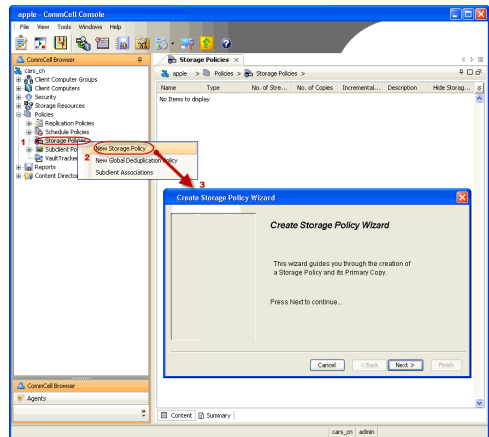 apple - CommCell Console
File View Tools Windows Help
CommCell Browser
Storage Policies
cars_cn
Client Computer Groups
Client Computers
Security
Storage Resources
Policies
Replication Policies
Schedule Policies
1 Storage Policies
Subclient Po
VaultTracker
Reports
Content Director
apple > Policies > Storage Policies >
Name Type No. of Stre... No. of Copies Incremental... Description Hide Storag...
No Items to display
New Storage Policy
2 New Global Deduplication Policy
Subclient Associations
3
Create Storage Policy Wizard
Create Storage Policy Wizard
This wizard guides you through the creation of
a Storage Policy and its Primary Copy.
Press Next to continue...
Cancel < Back Next > Finish
CommCell Browser
Agents
Content Summary
cars_cn admin